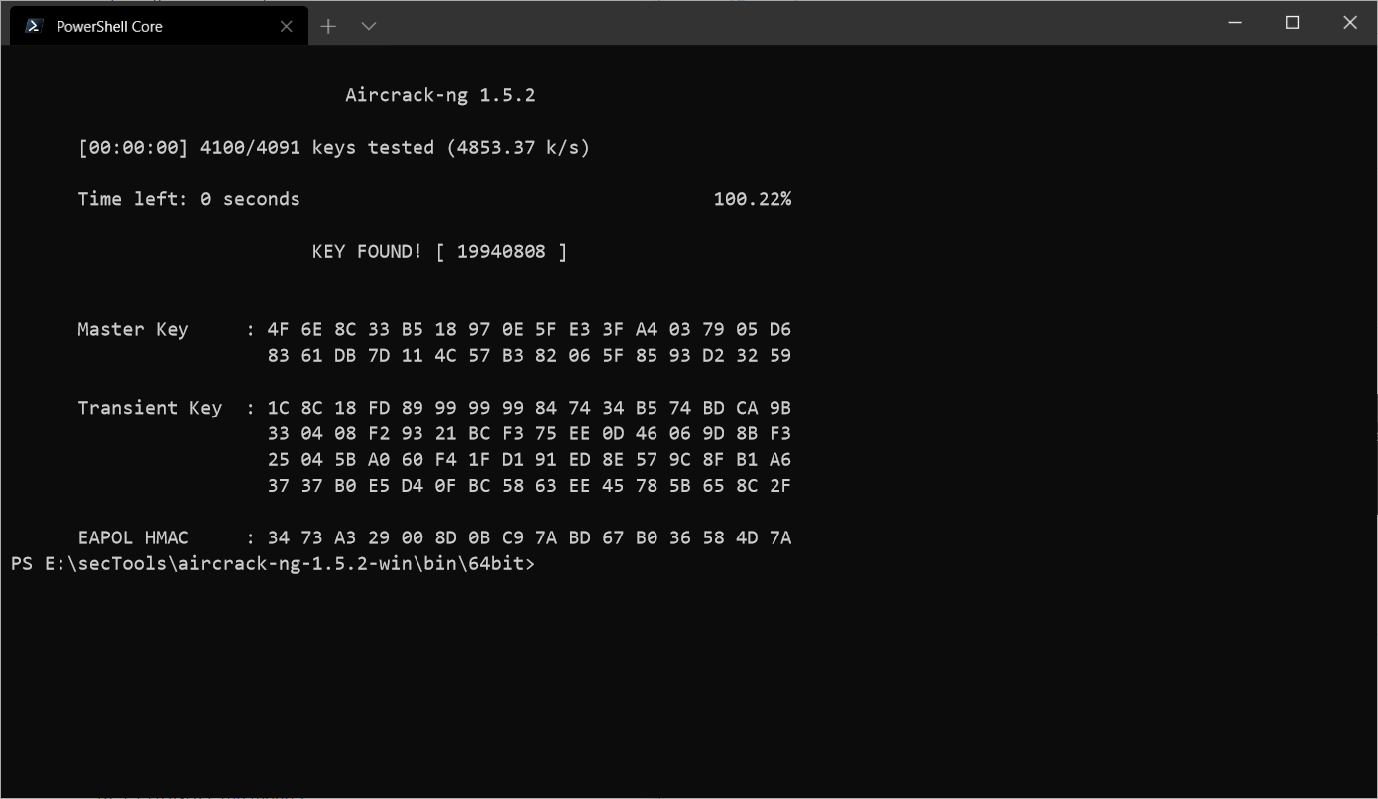 PowerShell Core
Aircrack-ng 1.5.2
[00:00:00] 4100/4091 keys tested (4853.37 k/s)
Time left: 0 seconds 100.22%
KEY FOUND! [ 19940808 ]
Master Key : 4F 6E 8C 33 B5 18 97 0E 5F E3 3F A4 03 79 05 D6
83 61 DB 7D 11 4C 57 B3 82 06 5F 85 93 D2 32 59
Transient Key : 1C 8C 18 FD 89 99 99 99 84 74 34 B5 74 BD CA 9B
33 04 08 F2 93 21 BC F3 75 EE 0D 46 06 9D 8B F3
25 04 5B A0 60 F4 1F D1 91 ED 8E 57 9C 8F B1 A6
37 37 B0 E5 D4 0F BC 58 63 EE 45 78 5B 65 8C 2F
EAPOL HMAC : 34 73 A3 29 00 8D 0B C9 7A BD 67 B0 36 58 4D 7A
PS E:\secTools\aircrack-ng-1.5.2-win\bin\64bit>